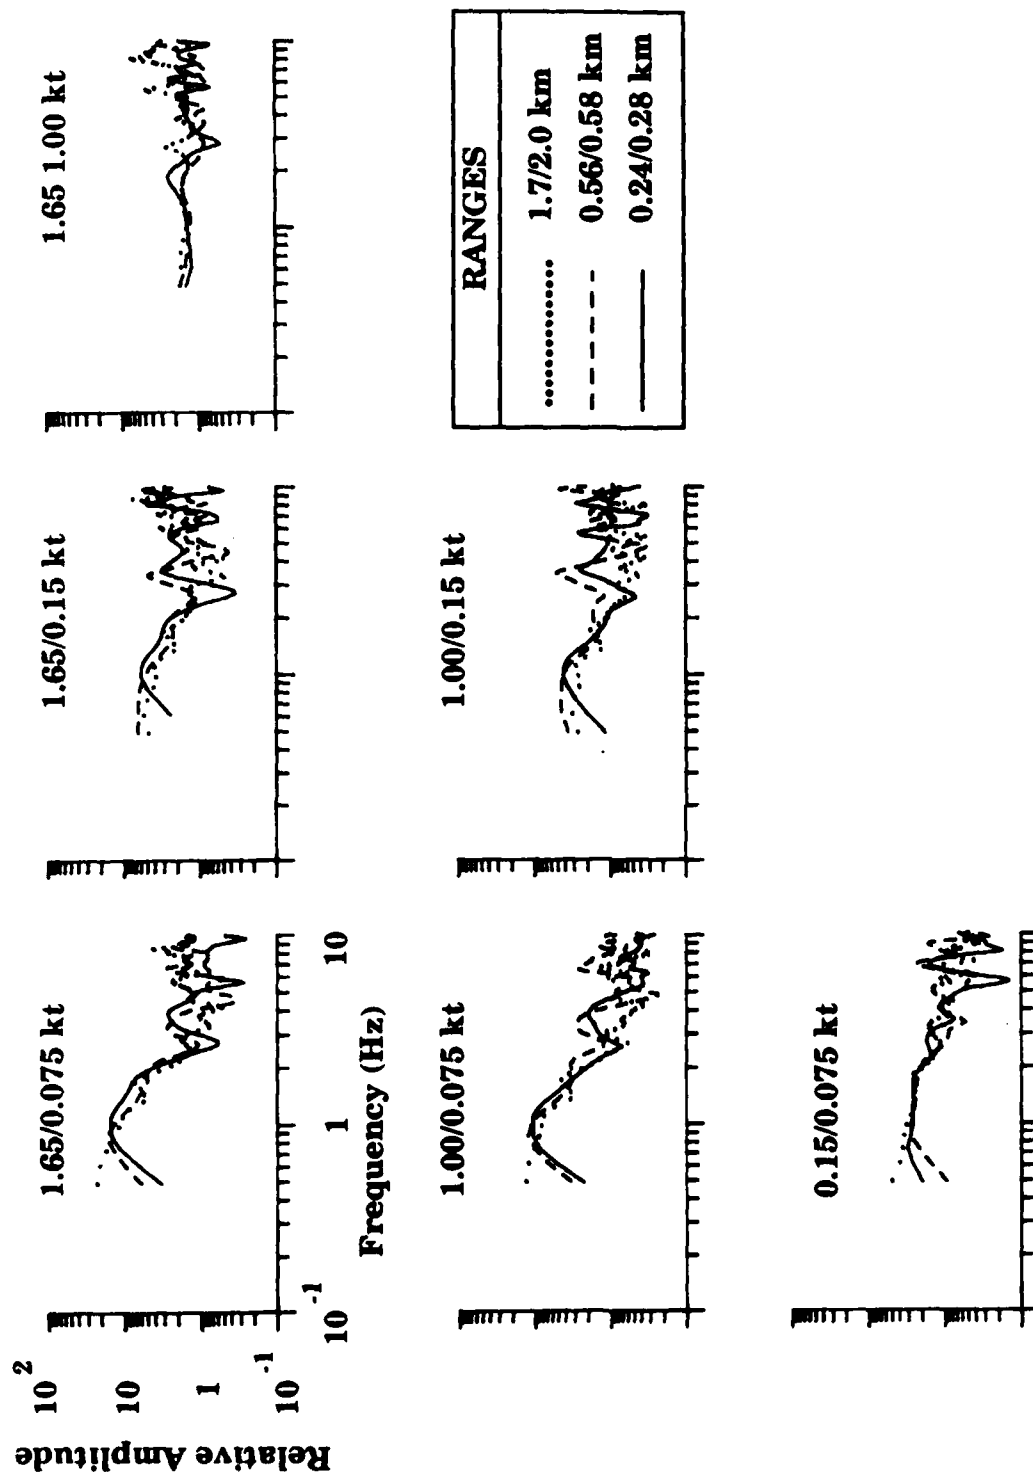 1.65/0.075 kt
1.65/0.15 kt
1.65 1.00 kt
Relative Amplitude
10^2
10
1
10^-1
10^-1
1
10
Frequency (Hz)
1.00/0.075 kt
1.00/0.15 kt
RANGES
1.7/2.0 km
0.56/0.58 km
0.24/0.28 km
0.15/0.075 kt